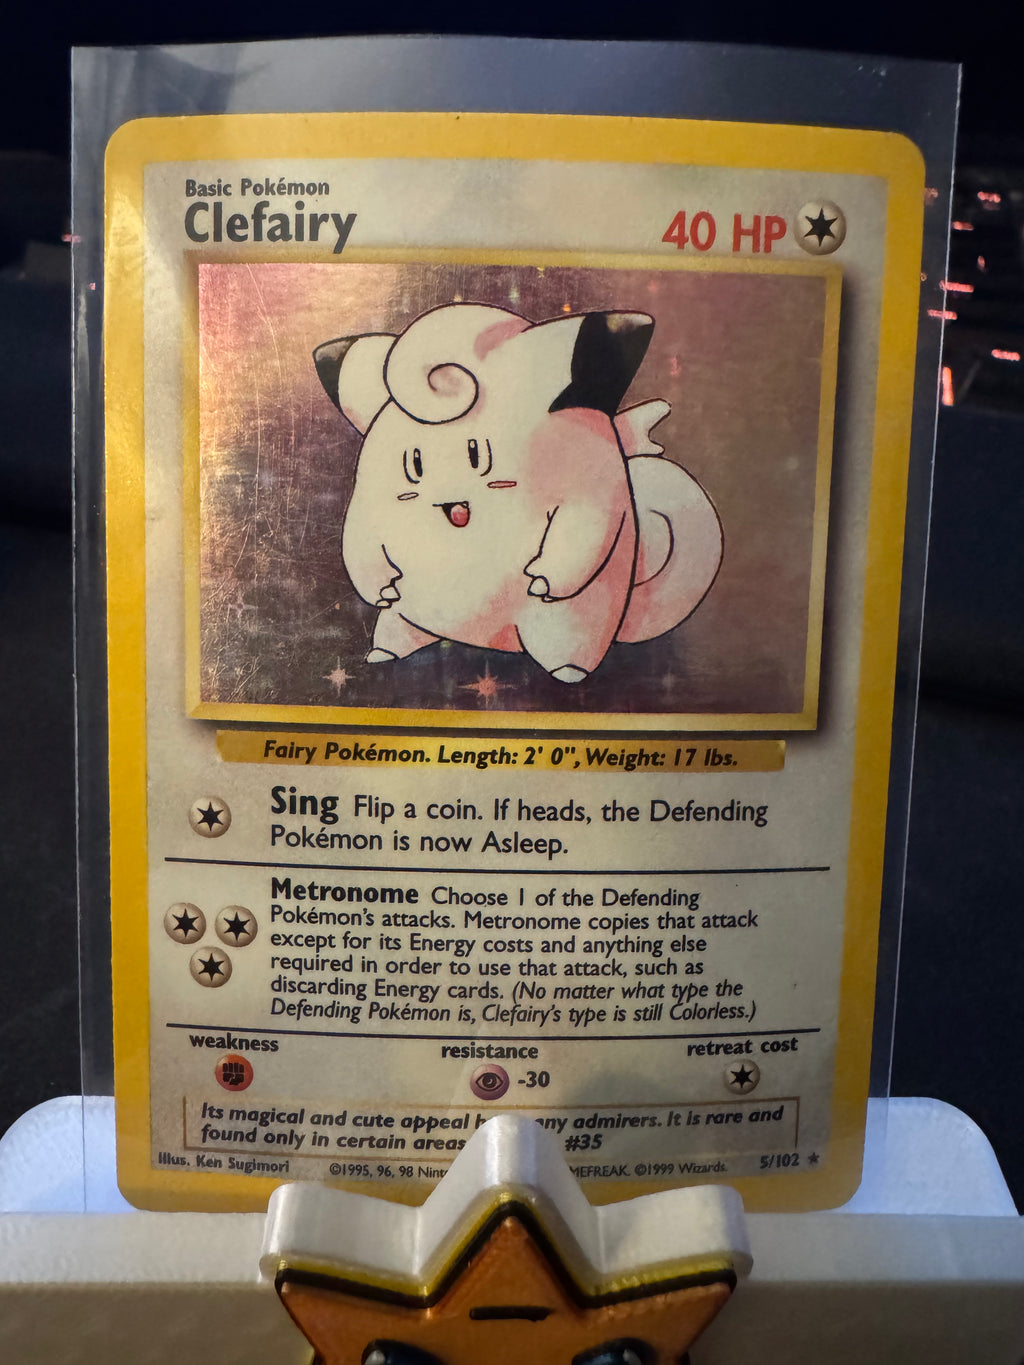 Basic Pokémon
Clefairy
40 HP
Fairy Pokémon. Length: 2' 0", Weight: 17 lbs.
Sing Flip a coin. If heads, the Defending
Pokémon is now Asleep.
Metronome Choose 1 of the Defending
Pokémon's attacks. Metronome copies that attack
except for its Energy costs and anything else
required in order to use that attack, such as
discarding Energy cards. (No matter what type the
Defending Pokémon is, Clefairy's type is still Colorless.)
weakness resistance retreat cost
-30
Its magical and cute appeal admirers. It is rare and
found only in certain areas #35
Illus. Ken Sugimori ©1995, 96, 98 ©1999 Wizards. 5/102 ★